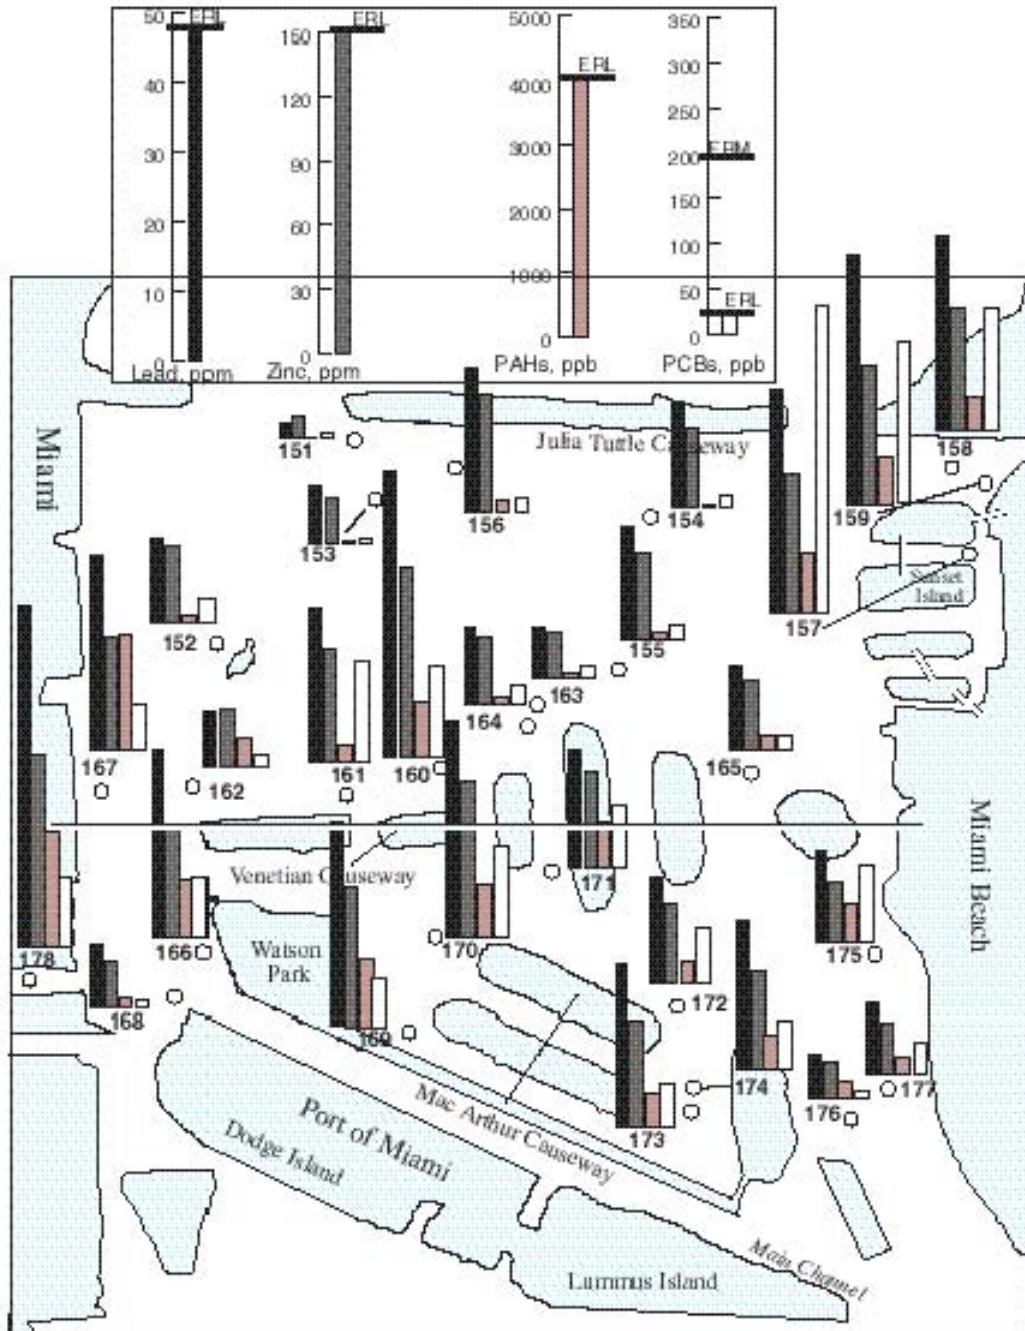 50
40
30
20
10
0
ERL
Lead, ppm
150
120
90
60
30
0
ERL
Zinc, ppm
5000
4000
3000
2000
1000
0
ERL
PAHs, ppb
350
300
250
200
150
100
50
0
ERM
ERL
PCBs, ppb
Miami
Julia Tuttle Causeway
151
156
154
159
158
153
Sunset
Island
152
155
157
163
164
167
162
161
160
165
Miami Beach
Venetian Causeway
171
178
166
Watson
Park
170
175
172
168
169
174
177
176
173
Mac Arthur Causeway
Port of Miami
Dodge Island
Main Channel
Lummus Island